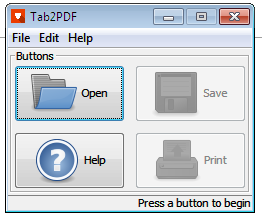 Tab2PDF
File Edit Help
Buttons
Open Save
Help Print
Press a button to begin